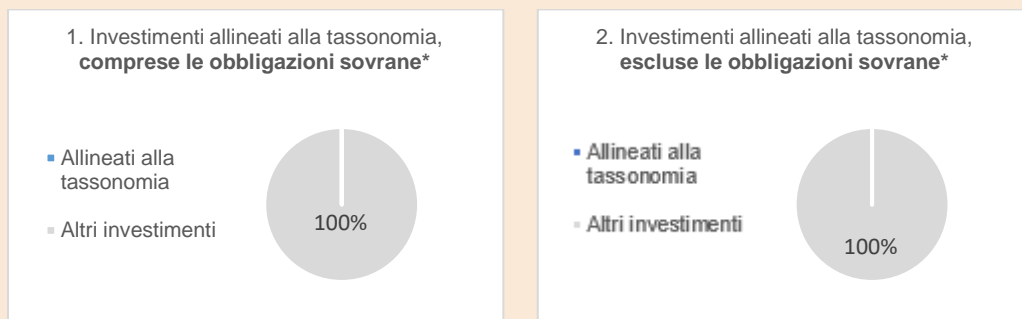 1. Investimenti allineati alla tassonomia,
comprese le obbligazioni sovrane*
Allineati alla
tassonomia
Altri investimenti
100%
2. Investimenti allineati alla tassonomia,
escluse le obbligazioni sovrane*
Allineati alla
tassonomia
Altri investimenti
100%